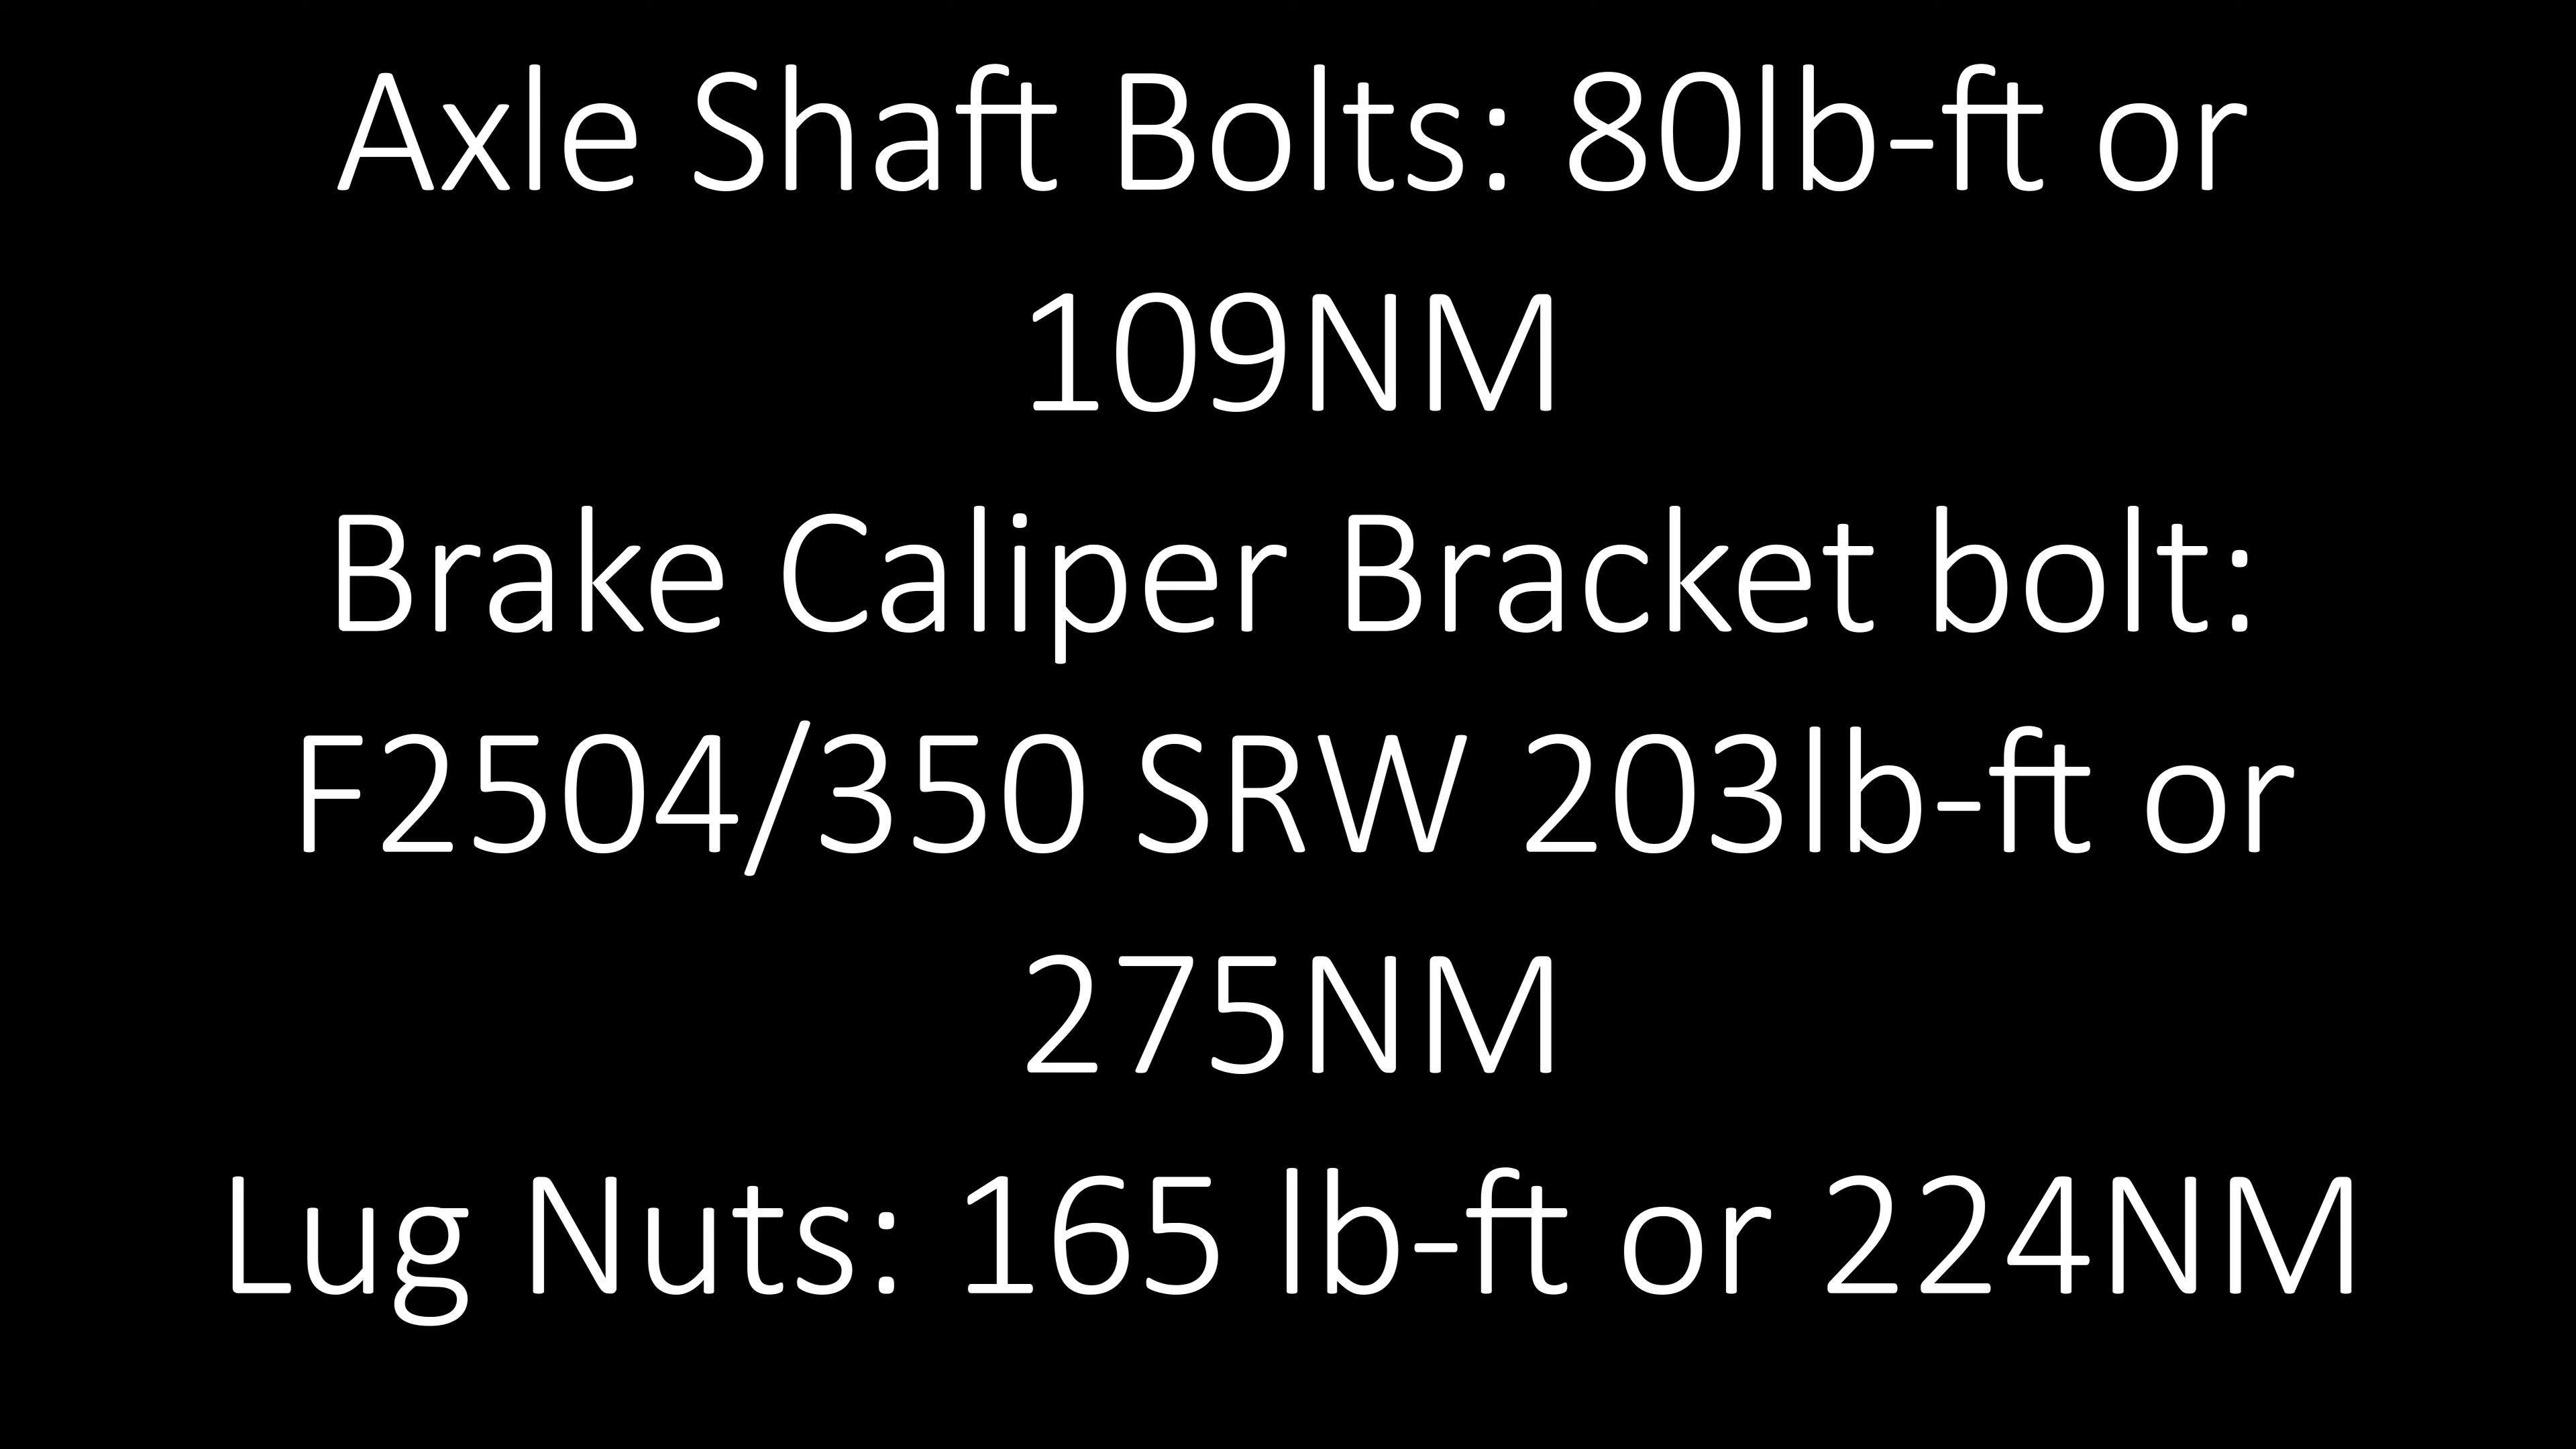 Axle Shaft Bolts: 80lb-ft or
109NM
Brake Caliper Bracket bolt:
F2504/350 SRW 203lb-ft or
275NM
Lug Nuts: 165 lb-ft or 224NM